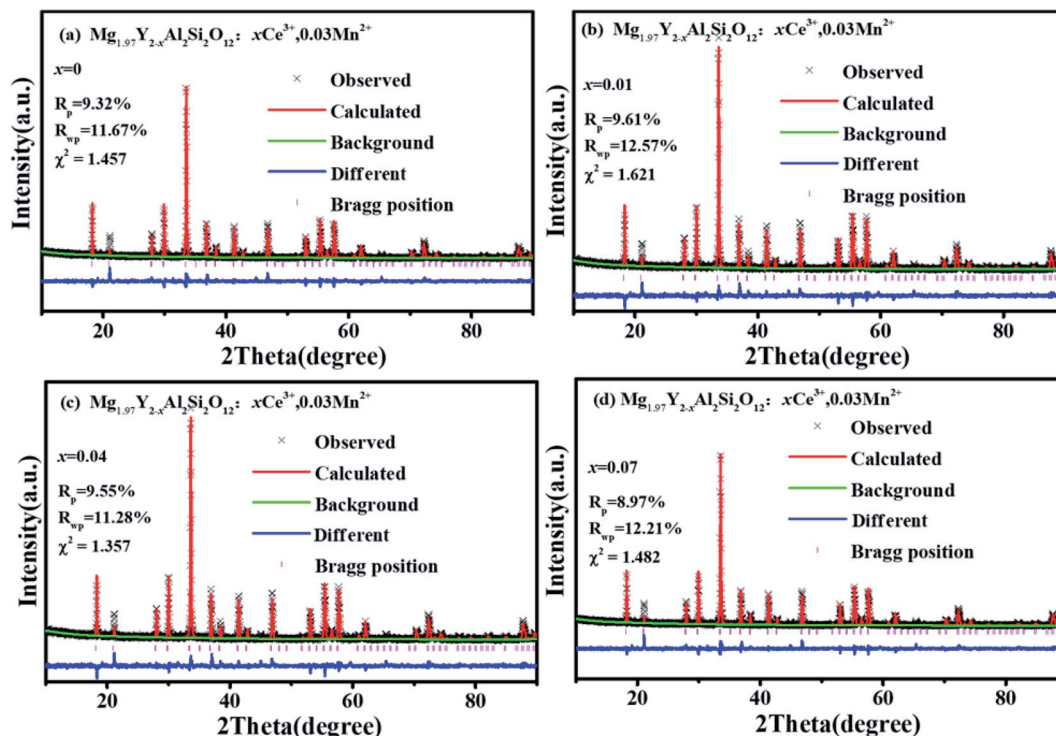 (a) Mg1.97Y2-xAl2Si2O12: xCe3+,0.03Mn2+
x=0
Rp=9.32%
Rwp=11.67%
χ2 = 1.457
Observed
Calculated
Background
Different
Bragg position
Intensity(a.u.)
20 40 60 80
2Theta(degree)
(b) Mg1.97Y2-xAl2Si2O12: xCe3+,0.03Mn2+
x=0.01
Rp=9.61%
Rwp=12.57%
χ2 = 1.621
Observed
Calculated
Background
Different
Bragg position
Intensity(a.u.)
20 40 60 80
2Theta(degree)
(c) Mg1.97Y2-xAl2Si2O12: xCe3+,0.03Mn2+
x=0.04
Rp=9.55%
Rwp=11.28%
χ2 = 1.357
Observed
Calculated
Background
Different
Bragg position
Intensity(a.u.)
20 40 60 80
2Theta(degree)
(d) Mg1.97Y2-xAl2Si2O12: xCe3+,0.03Mn2+
x=0.07
Rp=8.97%
Rwp=12.21%
χ2 = 1.482
Observed
Calculated
Background
Different
Bragg position
Intensity(a.u.)
20 40 60 80
2Theta(degree)